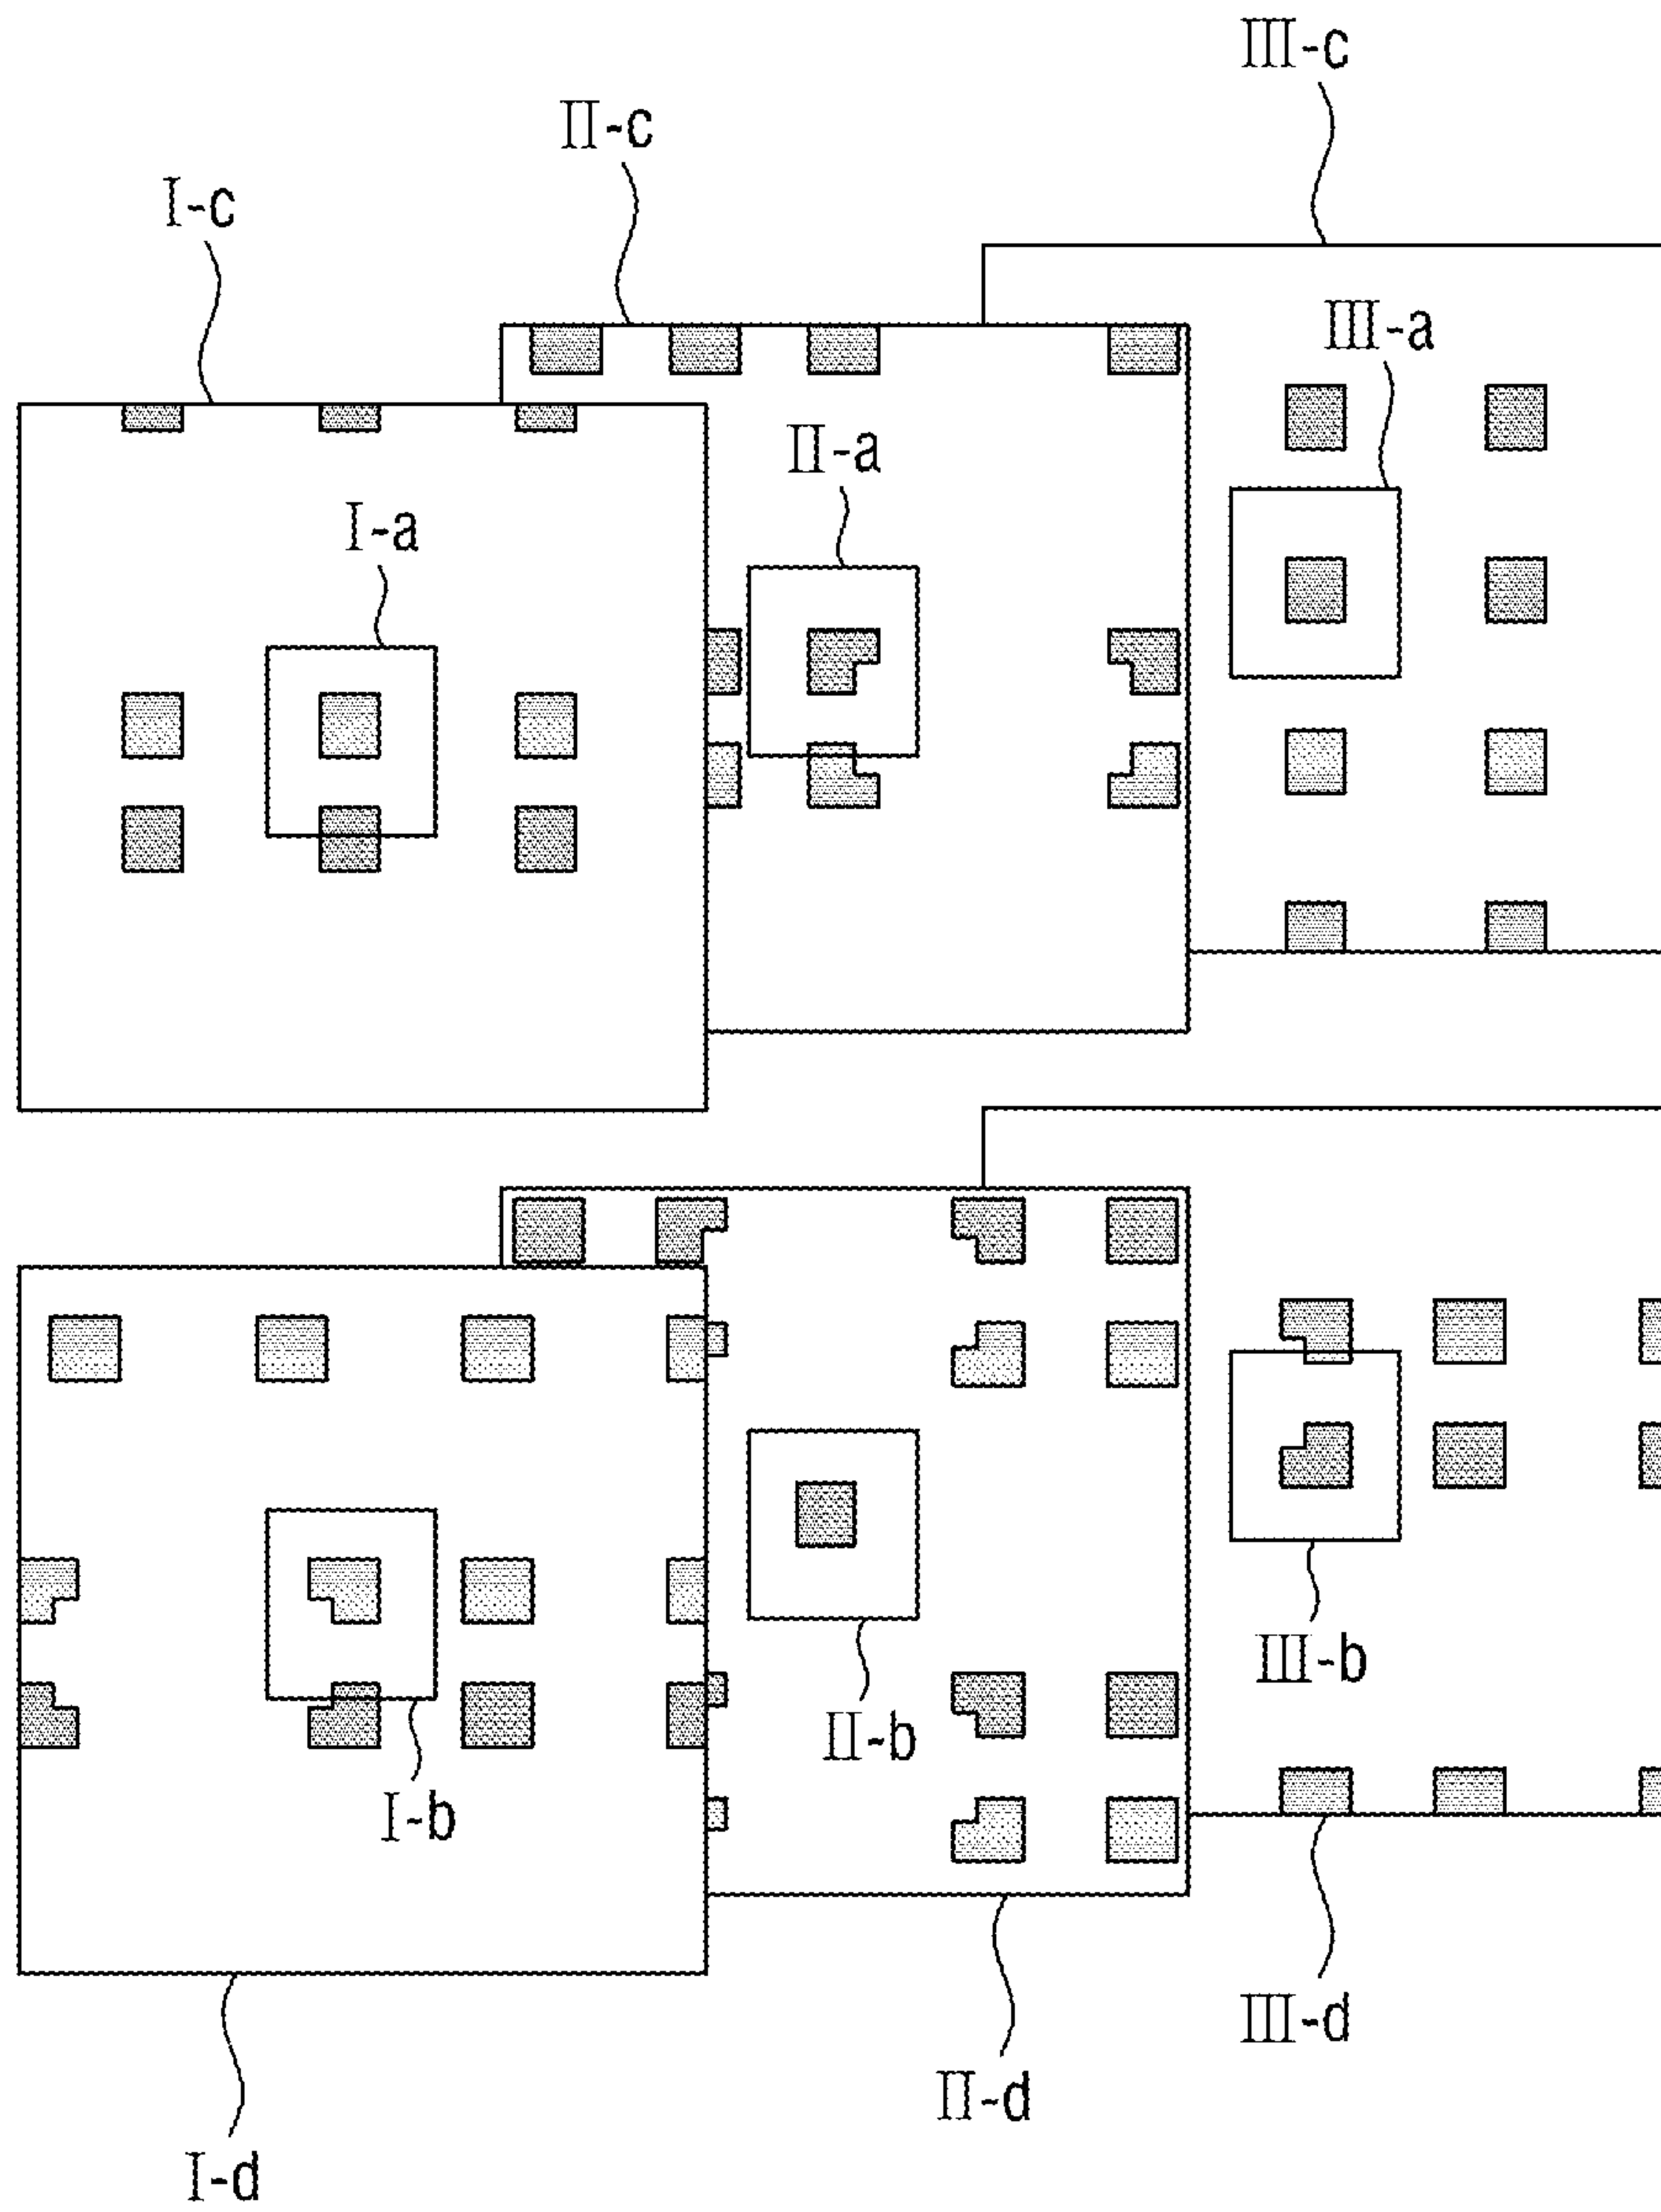 Ⅲ-c
Ⅱ-c
Ⅰ-c
Ⅲ-a
Ⅱ-a
Ⅰ-a
Ⅲ-b
Ⅱ-b
Ⅰ-b
Ⅲ-d
Ⅱ-d
Ⅰ-d